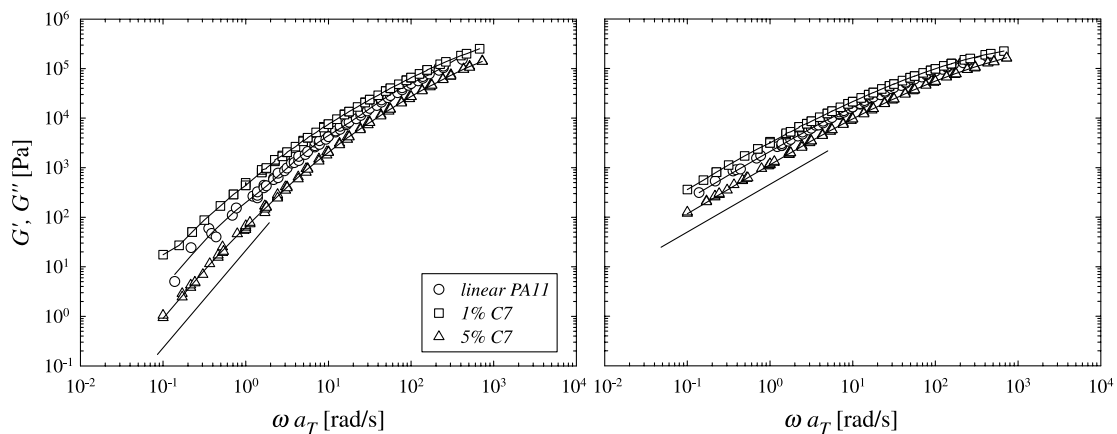 G', G'' [Pa]
10^6
10^5
10^4
10^3
10^2
10^1
10^0
10^-1
10^-2 10^-1 10^0 10^1 10^2 10^3 10^4
ω a_T [rad/s]
linear PA11
1% C7
5% C7
10^-2 10^-1 10^0 10^1 10^2 10^3 10^4
ω a_T [rad/s]